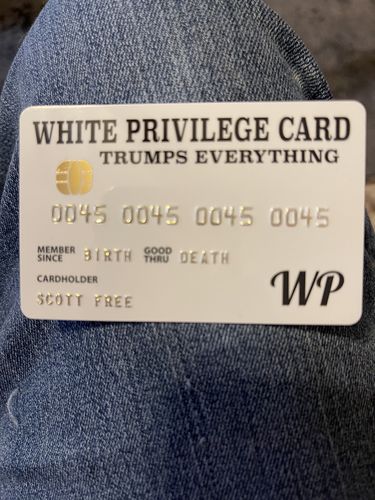 WHITE PRIVILEGE CARD
TRUMPS EVERYTHING
0045 0045 0045 0045
MEMBER SINCE BIRTH GOOD THRU DEATH
CARDHOLDER
SCOTT FREE
WP